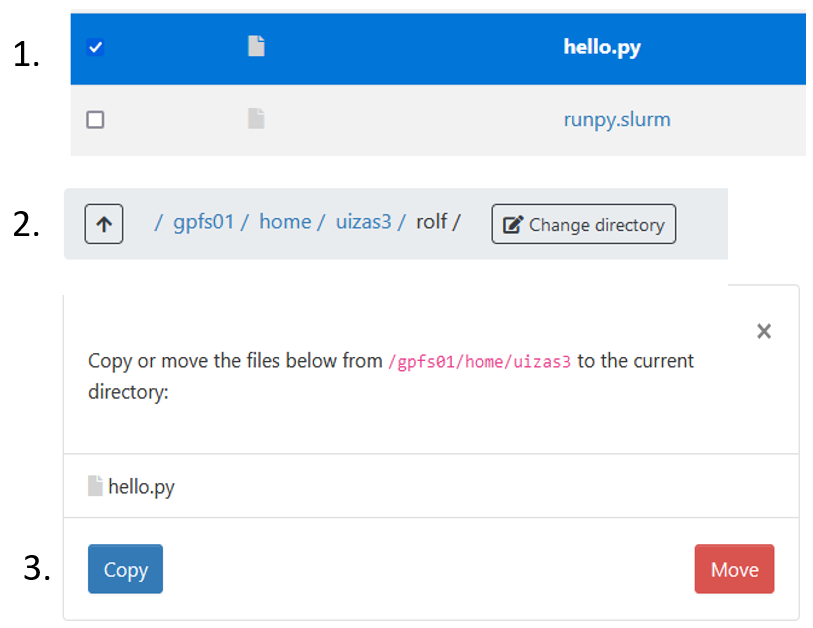 1.
hello.py
runpy.slurm
2.
/ gpfs01 / home / uizas3 / rolf / Change directory
Copy or move the files below from /gpfs01/home/uizas3 to the current
directory:
hello.py
3.
Copy Move